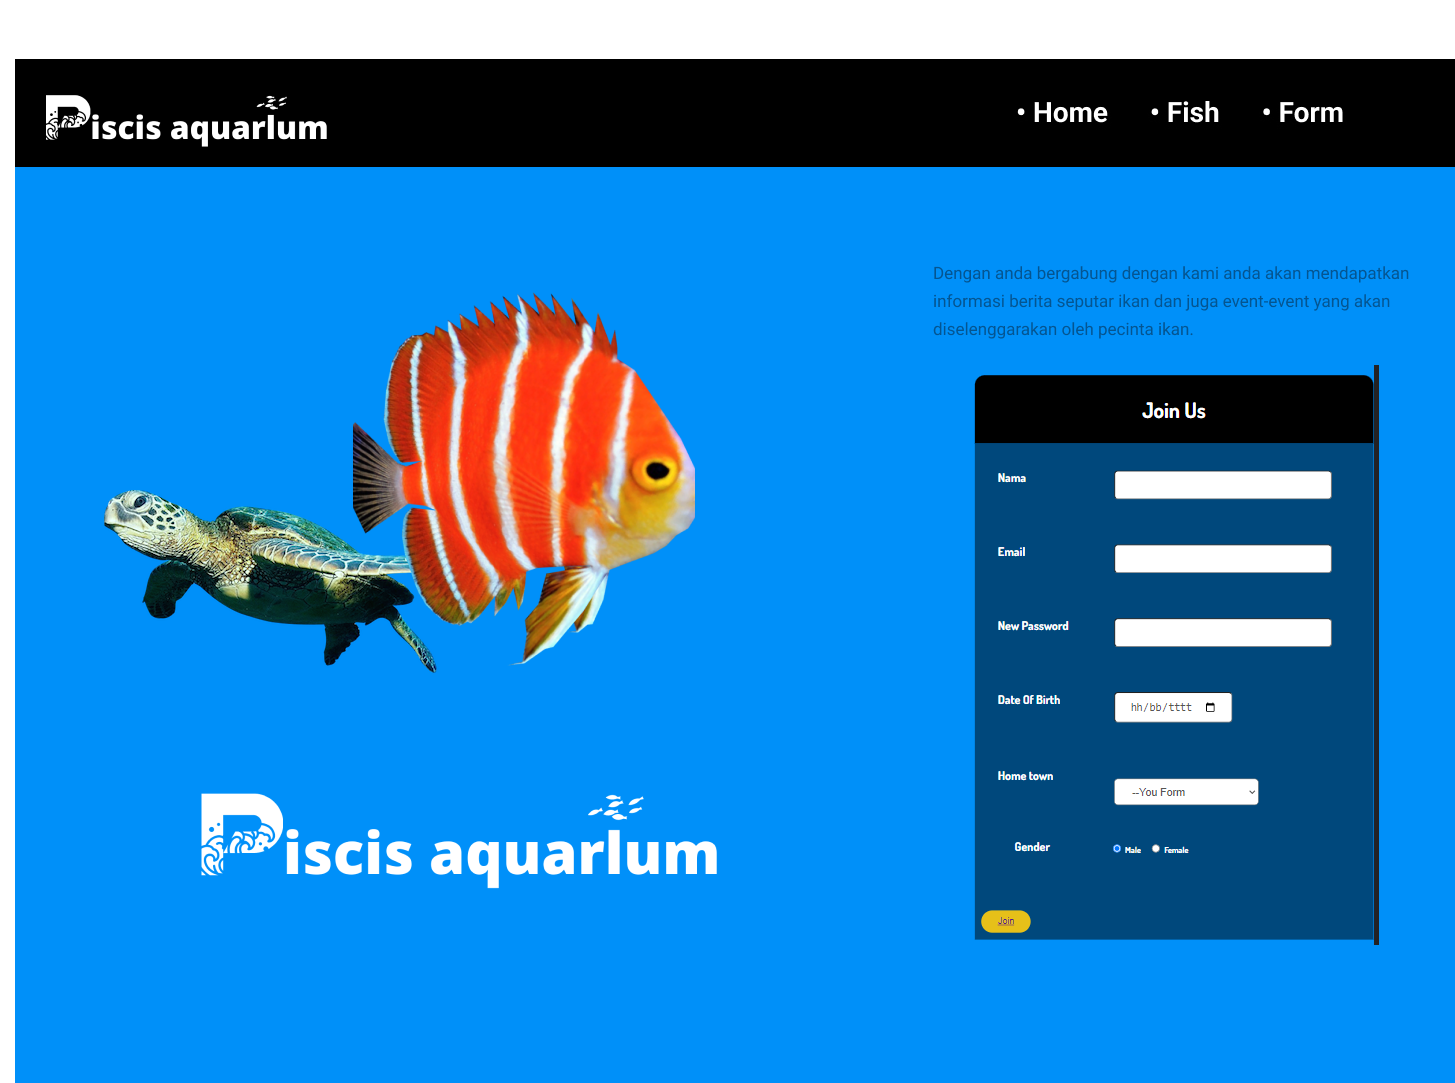 Piscis aquarIum
• Home • Fish • Form
Dengan anda bergabung dengan kami anda akan mendapatkan
informasi berita seputar ikan dan juga event-event yang akan
diselenggarakan oleh pecinta ikan.
Join Us
Nama
Email
New Password
Date Of Birth
hh/bb/tttt
Home town
--You Form
Gender
Male Female
Join
Piscis aquarIum